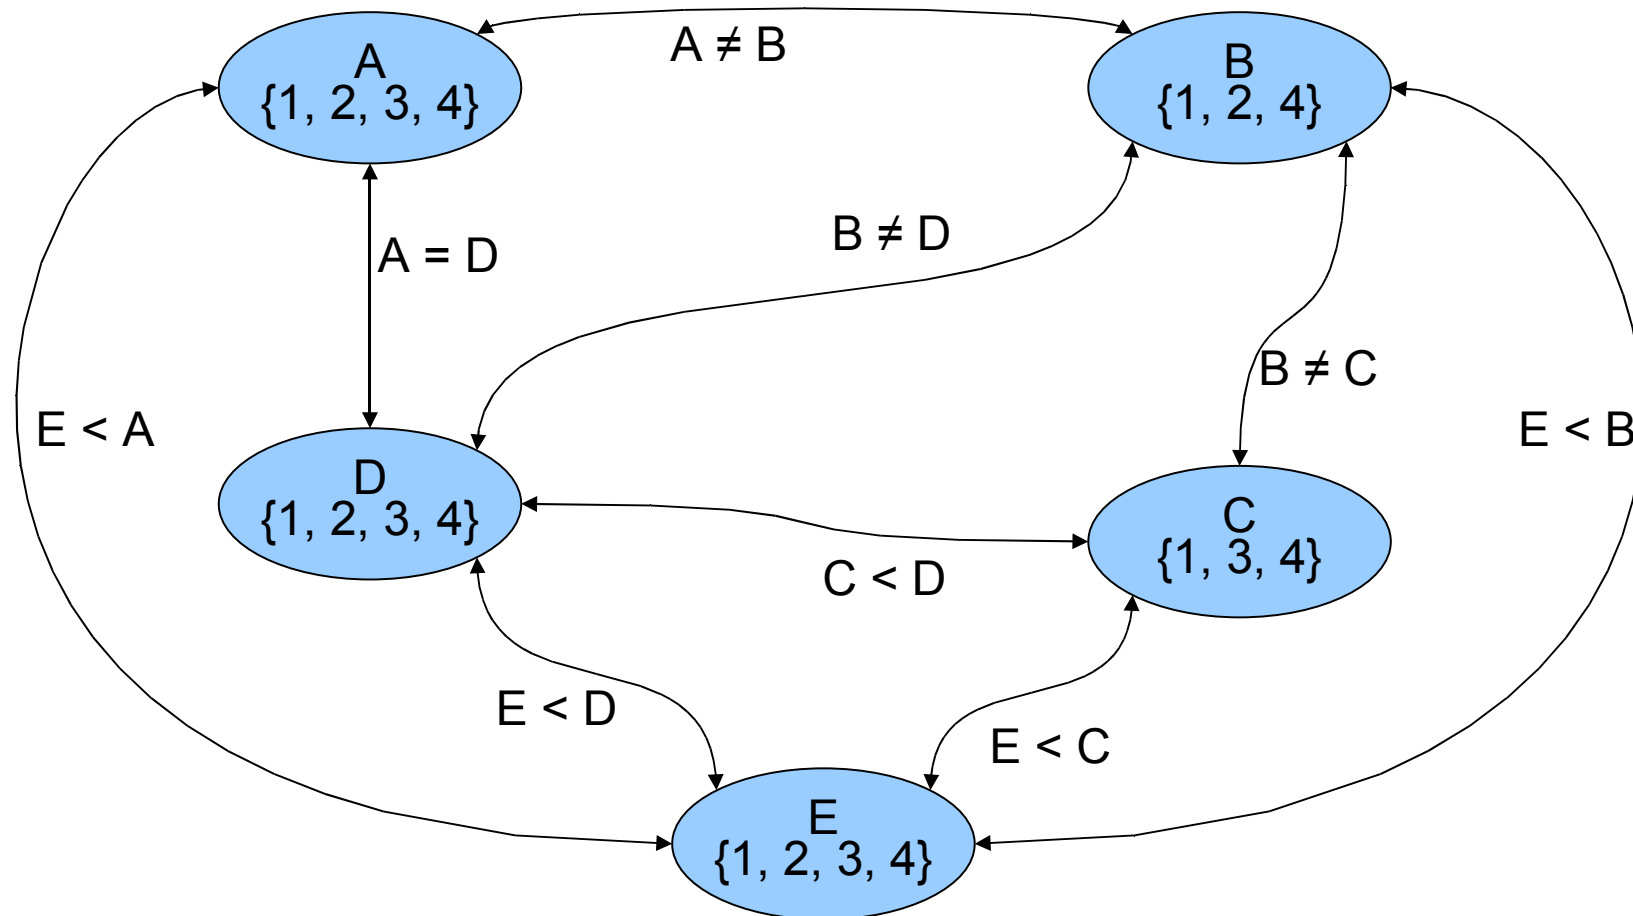 A
{1, 2, 3, 4}
A ≠ B
B
{1, 2, 4}
A = D
B ≠ D
B ≠ C
E < A
E < B
D
{1, 2, 3, 4}
C
{1, 3, 4}
C < D
E < D
E < C
E
{1, 2, 3, 4}